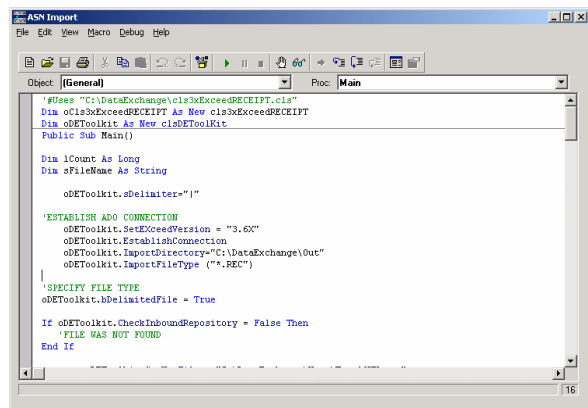 ASN Import
File Edit View Macro Debug Help
Object: (General) Proc: Main
'#Uses "C:\DataExchange\cls3xExceedRECEIPT.cls"
Dim oCls3xExceedRECEIPT As New cls3xExceedRECEIPT
Dim oDEToolkit As New clsDEToolKit
Public Sub Main()
Dim lCount As Long
Dim sFileName As String
oDEToolkit.sDelimiter="|"
'ESTABLISH ADO CONNECTION
oDEToolkit.SetEXceedVersion = "3.6X"
oDEToolkit.EstablishConnection
oDEToolkit.ImportDirectory="C:\DataExchange\Out"
oDEToolkit.ImportFileType ("*.REC")
'SPECIFY FILE TYPE
oDEToolkit.bDelimitedFile = True
If oDEToolkit.CheckInboundRepository = False Then
'FILE WAS NOT FOUND
End If
16